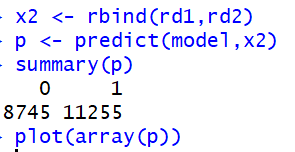 > x2 <- rbind(rd1,rd2)
> p <- predict(model,x2)
> summary(p)
0 1
8745 11255
> plot(array(p))